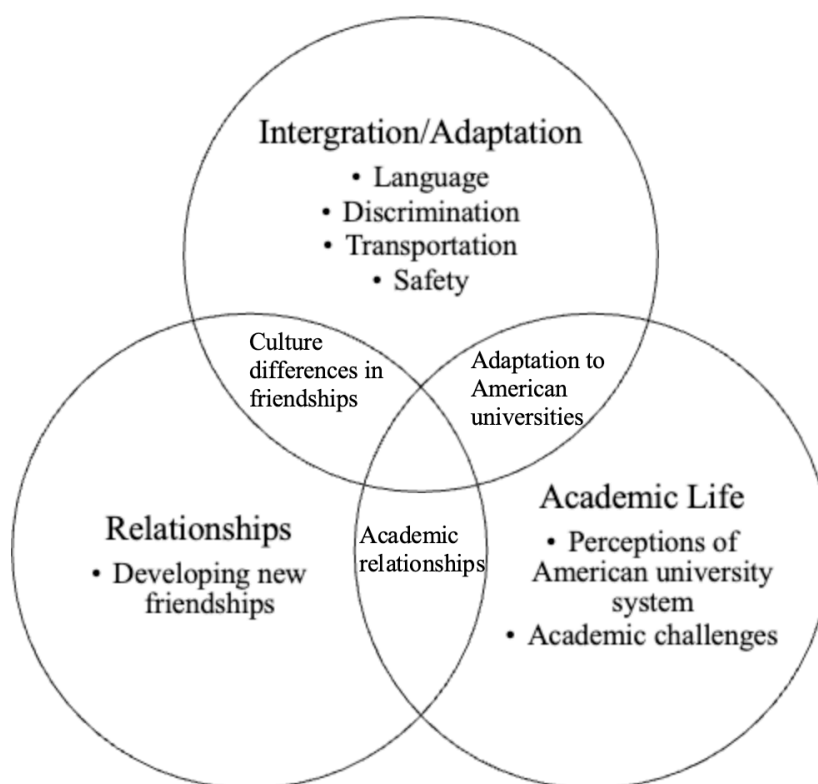 Intergration/Adaptation
• Language
• Discrimination
• Transportation
• Safety
Culture
differences in
friendships
Adaptation to
American
universities
Relationships
• Developing new
friendships
Academic
relationships
Academic Life
• Perceptions of
American university
system
• Academic challenges